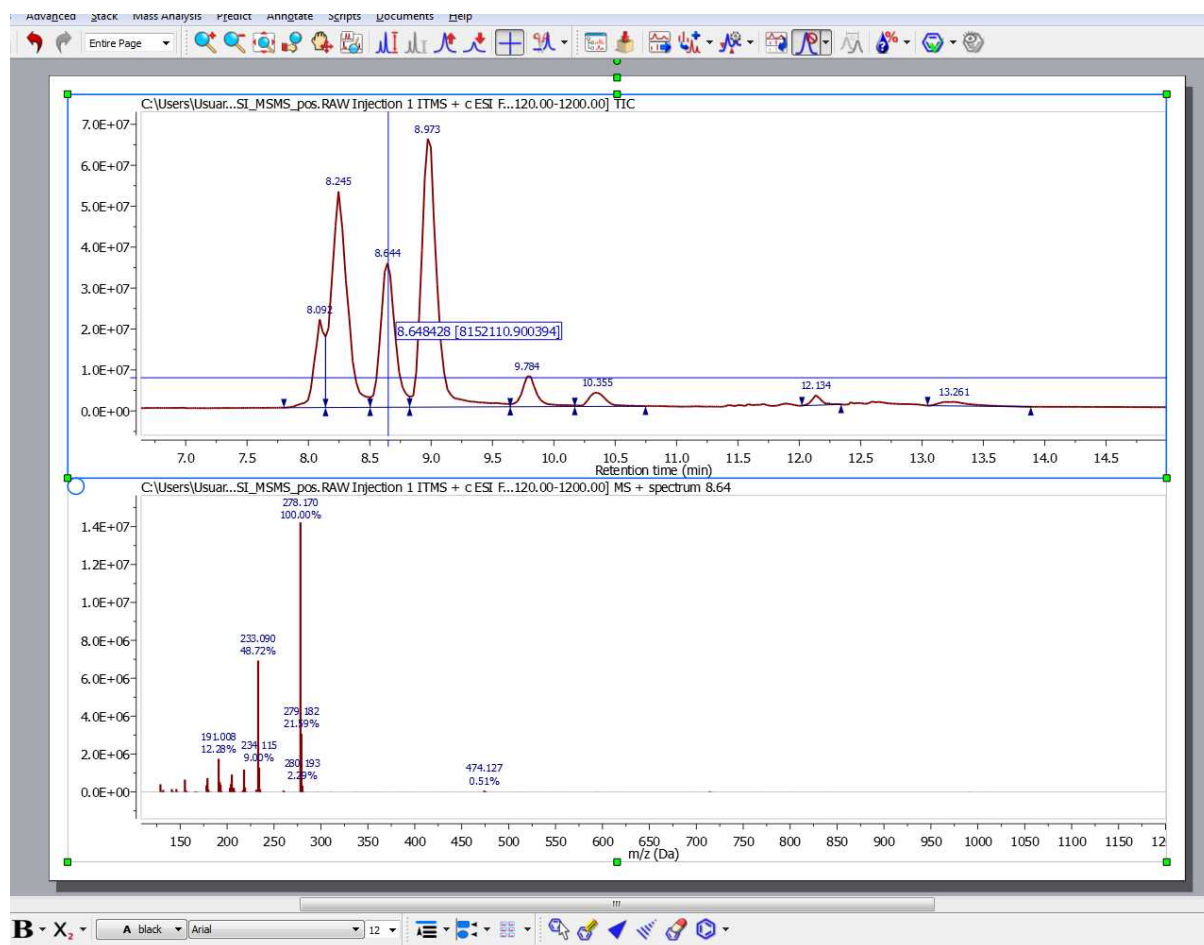 Advanced Stack Mass Analysis Predict Annotate Scripts Documents Help
Entire Page
C:\Users\Usuar...SI_MSMS_pos.RAW Injection 1 ITMS + c ESI F...120.00-1200.00] TIC
7.0E+07
8.973
6.0E+07
8.245
5.0E+07
4.0E+07
8.644
3.0E+07
8.092
2.0E+07
8.648428 [8152110.900394]
1.0E+07
9.784
10.355
12.134
13.261
0.0E+00
7.0 7.5 8.0 8.5 9.0 9.5 10.0 10.5 11.0 11.5 12.0 12.5 13.0 13.5 14.0 14.5
Retention time (min)
C:\Users\Usuar...SI_MSMS_pos.RAW Injection 1 ITMS + c ESI F...120.00-1200.00] MS + spectrum 8.64
278.170
100.00%
1.4E+07
1.2E+07
1.0E+07
8.0E+06
233.090
48.72%
6.0E+06
4.0E+06
279.182
21.59%
191.008
12.28%
234.115
9.00%
2.0E+06
280.193
2.29%
474.127
0.51%
0.0E+00
150 200 250 300 350 400 450 500 550 600 650 700 750 800 850 900 950 1000 1050 1100 1150 12
m/z (Da)
B X2 A black Arial 12